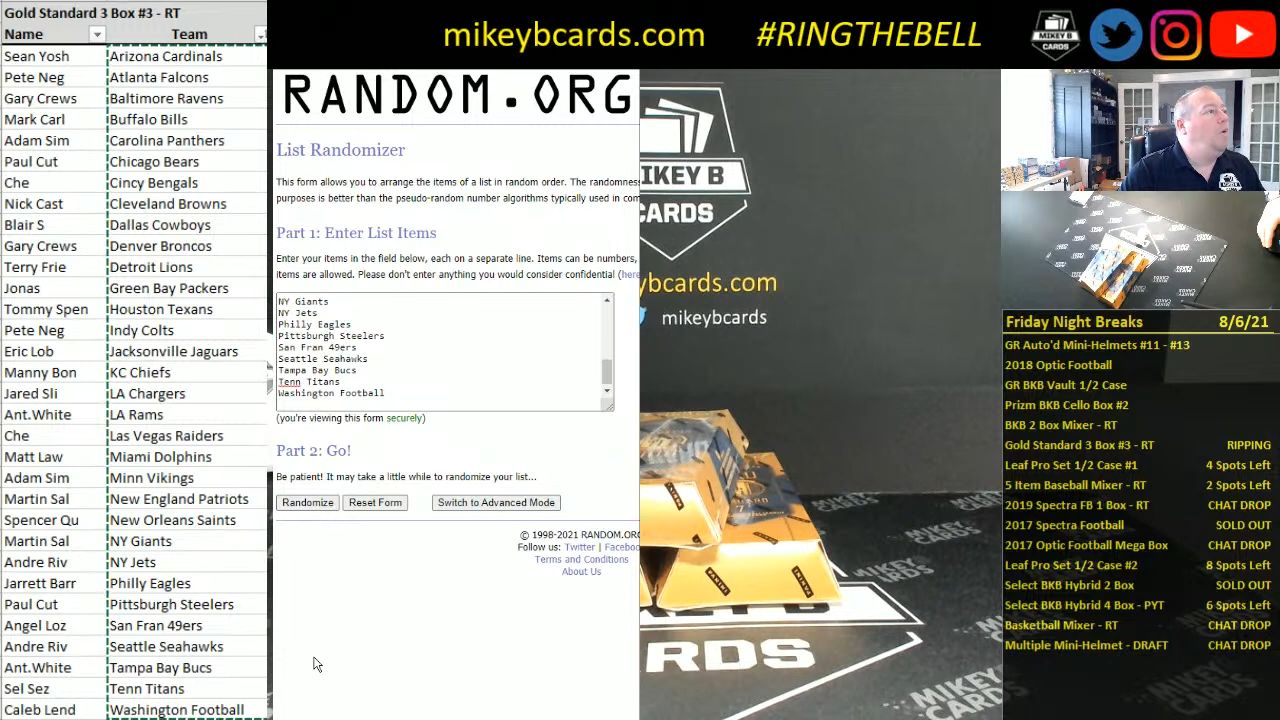 Gold Standard 3 Box #3 - RT
Name Team
Sean Yosh Arizona Cardinals
Pete Neg Atlanta Falcons
Gary Crews Baltimore Ravens
Mark Carl Buffalo Bills
Adam Sim Carolina Panthers
Paul Cut Chicago Bears
Che Cincy Bengals
Nick Cast Cleveland Browns
Blair S Dallas Cowboys
Gary Crews Denver Broncos
Terry Frie Detroit Lions
Jonas Green Bay Packers
Tommy Spen Houston Texans
Pete Neg Indy Colts
Eric Lob Jacksonville Jaguars
Manny Bon KC Chiefs
Jared Sli LA Chargers
Ant.White LA Rams
Che Las Vegas Raiders
Matt Law Miami Dolphins
Adam Sim Minn Vikings
Martin Sal New England Patriots
Spencer Qu New Orleans Saints
Martin Sal NY Giants
Andre Riv NY Jets
Jarrett Barr Philly Eagles
Paul Cut Pittsburgh Steelers
Angel Loz San Fran 49ers
Andre Riv Seattle Seahawks
Ant.White Tampa Bay Bucs
Sel Sez Tenn Titans
Caleb Lend Washington Football
mikeybcards.com #RINGTHEBELL
MIKEY B
CARDS
RANDOM.ORG
List Randomizer
This form allows you to arrange the items of a list in random order. The randomness
purposes is better than the pseudo-random number algorithms typically used in com
Part 1: Enter List Items
Enter your items in the field below, each on a separate line. Items can be numbers,
items are allowed. Please don't enter anything you would consider confidential (here
NY Giants
NY Jets
Philly Eagles
Pittsburgh Steelers
San Fran 49ers
Seattle Seahawks
Tampa Bay Bucs
Tenn Titans
Washington Football
(you're viewing this form securely)
Part 2: Go!
Be patient! It may take a little while to randomize your list...
Randomize Reset Form Switch to Advanced Mode
© 1998-2021 RANDOM.ORG
Follow us: Twitter | Faceboo
Terms and Conditions
About Us
IKEY B
CARDS
ybcards.com
mikeybcards
PANINI
PANINI
RDS
MIKEY
CARDS
MIKEY
CARDS
Friday Night Breaks 8/6/21
GR Auto'd Mini-Helmets #11 - #13
2018 Optic Football
GR BKB Vault 1/2 Case
Prizm BKB Cello Box #2
BKB 2 Box Mixer - RT
Gold Standard 3 Box #3 - RT RIPPING
Leaf Pro Set 1/2 Case #1 4 Spots Left
5 Item Baseball Mixer - RT 2 Spots Left
2019 Spectra FB 1 Box - RT CHAT DROP
2017 Spectra Football SOLD OUT
2017 Optic Football Mega Box CHAT DROP
Leaf Pro Set 1/2 Case #2 8 Spots Left
Select BKB Hybrid 2 Box SOLD OUT
Select BKB Hybrid 4 Box - PYT 6 Spots Left
Basketball Mixer - RT CHAT DROP
Multiple Mini-Helmet - DRAFT CHAT DROP